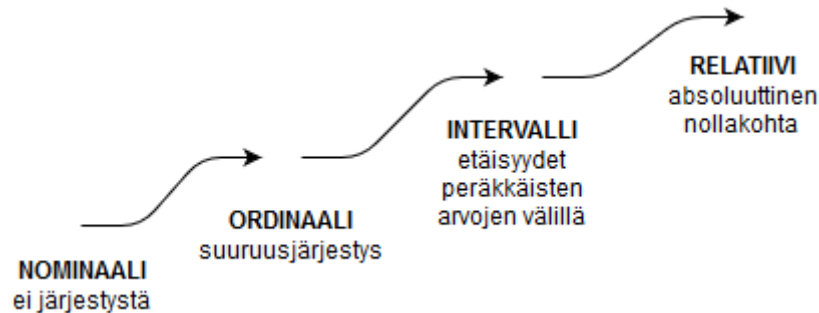 NOMINAALI
ei järjestystä
ORDINAALI
suuruusjärjestys
INTERVALLI
etäisyydet
peräkkäisten
arvojen välillä
RELATIIVI
absoluuttinen
nollakohta